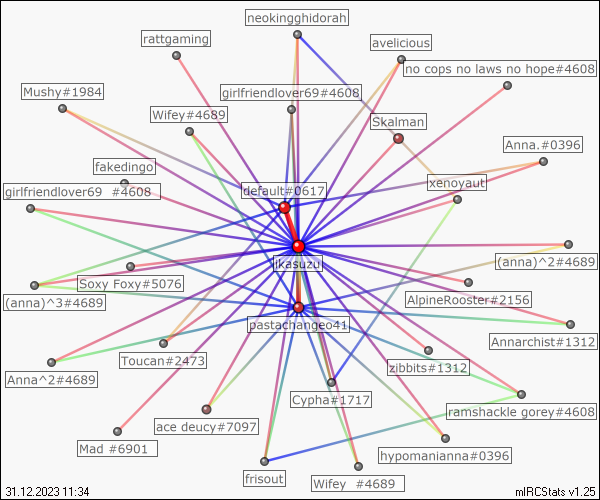 neokingghidorah
rattgaming
avelicious
no cops no laws no hope#4608
Mushy#1984
girlfriendlover69#4608
Wifey#4689
Skalman
Anna.#0396
fakedingo
xenoyaut
girlfriendlover69  #4608
default#0617
jkasuzu
(anna)^2#4689
Soxy Foxy#5076
(anna)^3#4689
AlpineRooster#2156
pastachangeo41
Annarchist#1312
Toucan#2473
zibbits#1312
Anna^2#4689
Cypha#1717
ramshackle gorey#4608
ace deucy#7097
Mad  #6901
hypomanianna#0396
frisout
Wifey  #4689
31.12.2023 11:34
mIRCStats v1.25